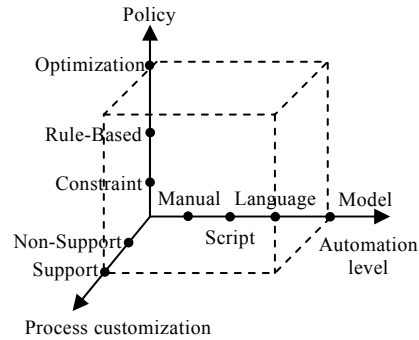 Policy
Optimization
Rule-Based
Constraint
Manual
Language
Model
Script
Automation
level
Non-Support
Support
Process customization